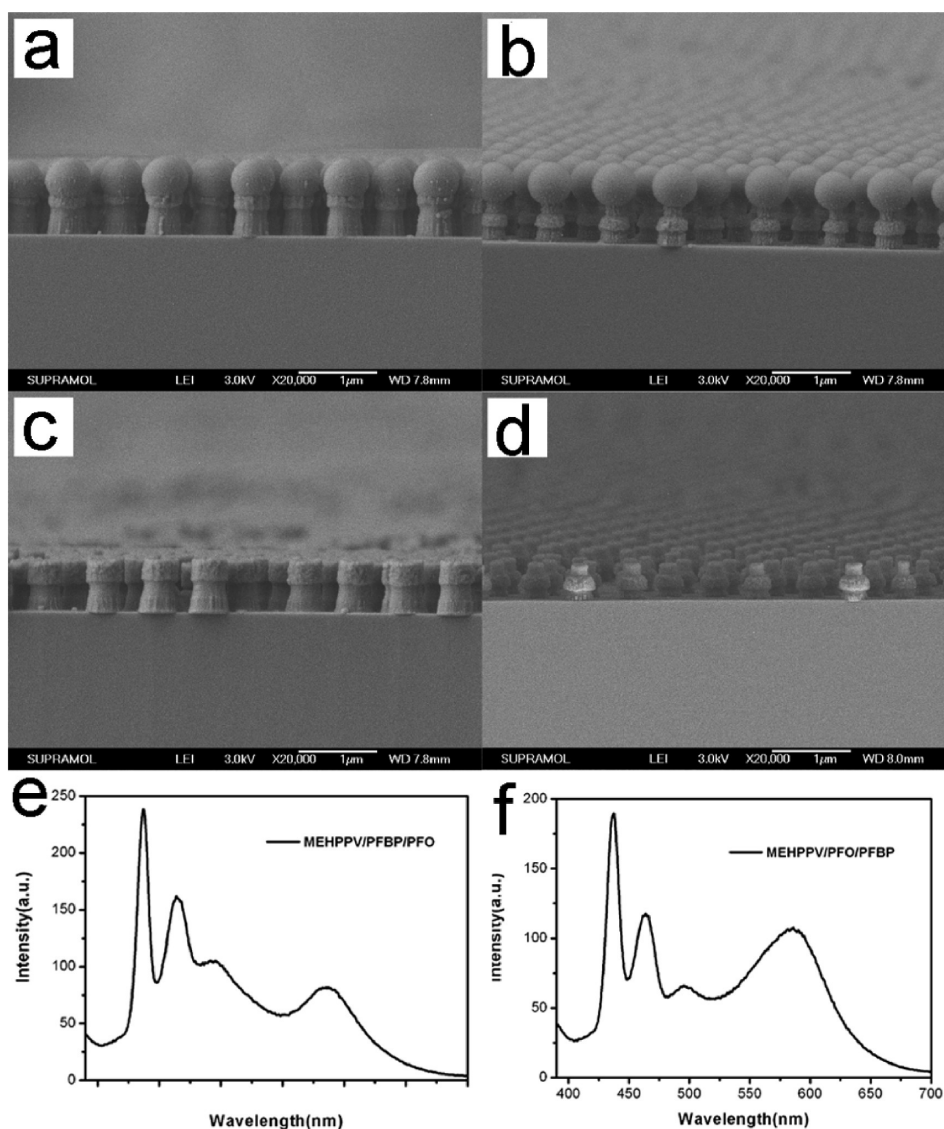 a
b
SUPRAMOL LEI 3.0kV X20,000 1μm WD 7.8mm
SUPRAMOL LEI 3.0kV X20,000 1μm WD 7.8mm
c
d
SUPRAMOL LEI 3.0kV X20,000 1μm WD 7.8mm
SUPRAMOL LEI 3.0kV X20,000 1μm WD 8.0mm
e
250
200
150
100
50
0
Intensity(a.u.)
MEHPPV/PFBP/PFO
Wavelength(nm)
f
200
150
100
50
0
Intensity(a.u.)
MEHPPV/PFO/PFBP
400 450 500 550 600 650 700
Wavelength(nm)